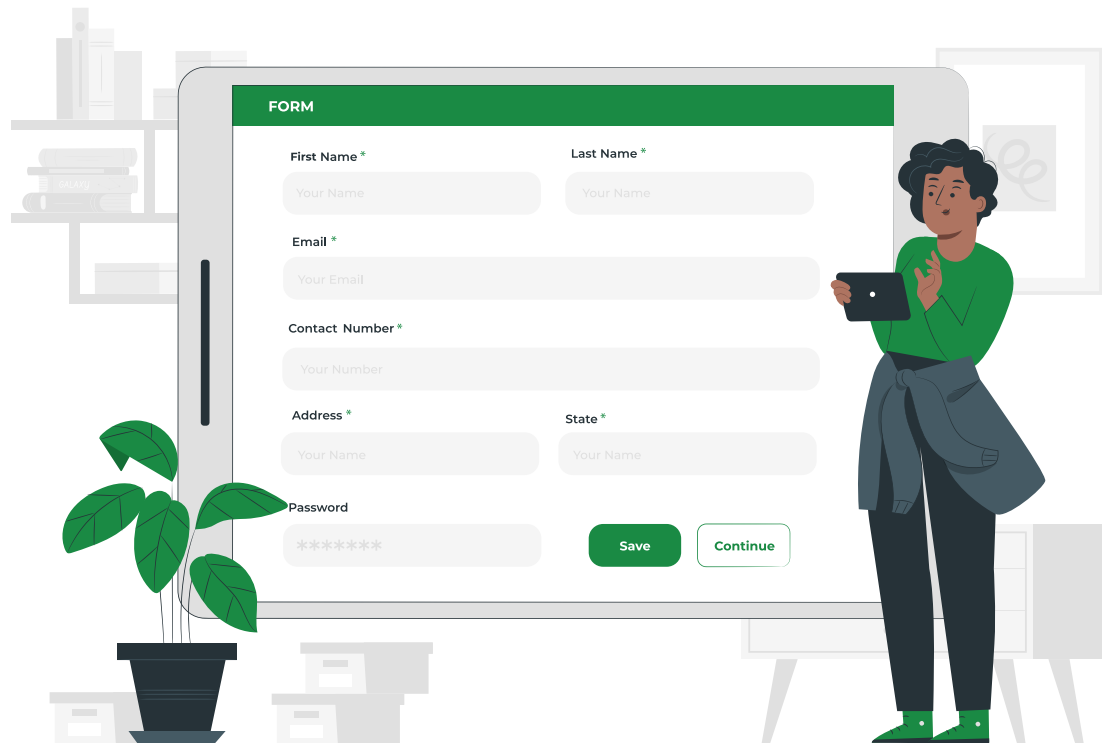 FORM
First Name * Last Name *
Your Name Your Name
Email *
Your Email
Contact Number *
Your Number
Address * State *
Your Name Your Name
Password
*******
Save Continue